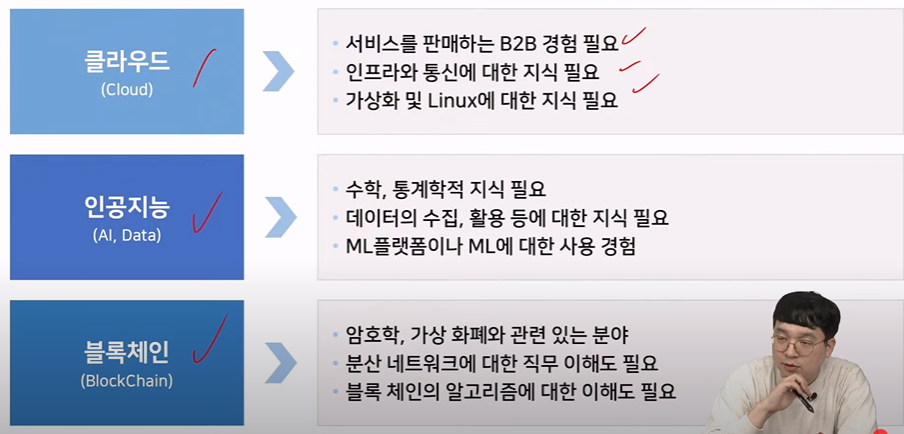 클라우드
(Cloud)
서비스를 판매하는 B2B 경험 필요
인프라와 통신에 대한 지식 필요
가상화 및 Linux에 대한 지식 필요
인공지능
(AI, Data)
수학, 통계학적 지식 필요
데이터의 수집, 활용 등에 대한 지식 필요
ML플랫폼이나 ML에 대한 사용 경험
블록체인
(BlockChain)
암호학, 가상 화폐와 관련 있는 분야
분산 네트워크에 대한 직무 이해도 필요
블록 체인의 알고리즘에 대한 이해도 필요